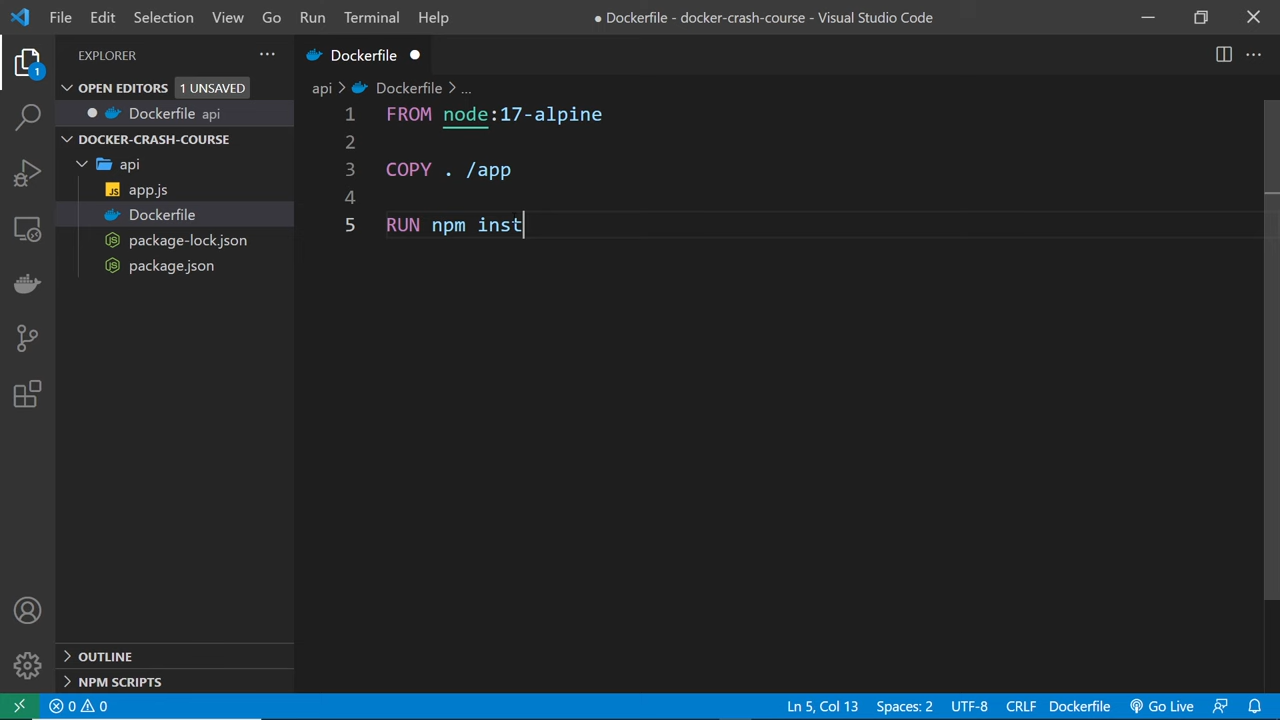 File Edit Selection View Go Run Terminal Help ● Dockerfile - docker-crash-course - Visual Studio Code
EXPLORER ...
1
OPEN EDITORS 1 UNSAVED
● Dockerfile api
DOCKER-CRASH-COURSE
api
JS app.js
Dockerfile
package-lock.json
package.json
OUTLINE
NPM SCRIPTS
Dockerfile ●
api > Dockerfile > ...
1 FROM node:17-alpine
2
3 COPY . /app
4
5 RUN npm inst
0 0 Ln 5, Col 13 Spaces: 2 UTF-8 CRLF Dockerfile Go Live